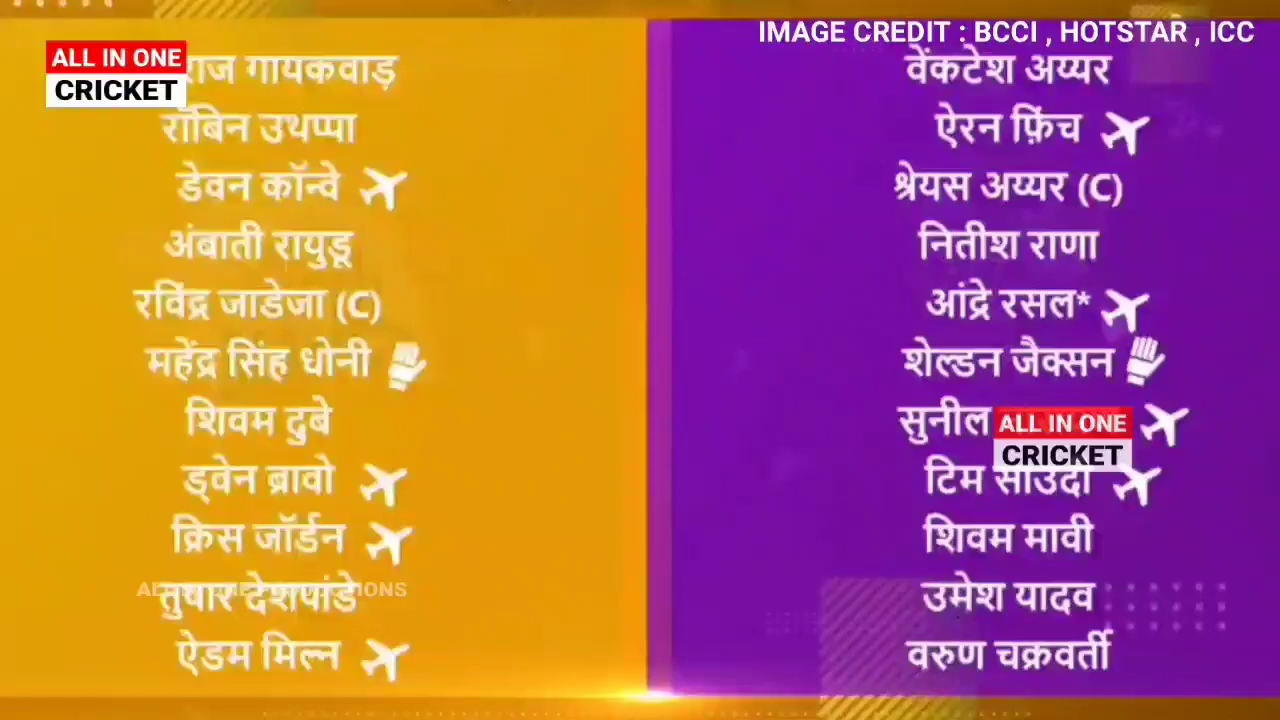 IMAGE CREDIT : BCCI , HOTSTAR , ICC
ALL IN ONE
CRICKET
गायकवाड़
रॉबिन उथप्पा
डेवन कॉन्वे
अंबाती रायुडू
रविंद्र जाडेजा (C)
महेंद्र सिंह धोनी
शिवम दुबे
ड्वेन ब्रावो
क्रिस जॉर्डन
तुषार देशपांडे
ऐडम मिल्न
वेंकटेश अय्यर
ऐरन फ़िंच
श्रेयस अय्यर (C)
नितीश राणा
आंद्रे रसल*
शेल्डन जैक्सन
सुनील
ALL IN ONE
CRICKET
टिम साउदी
शिवम मावी
उमेश यादव
वरुण चक्रवर्ती